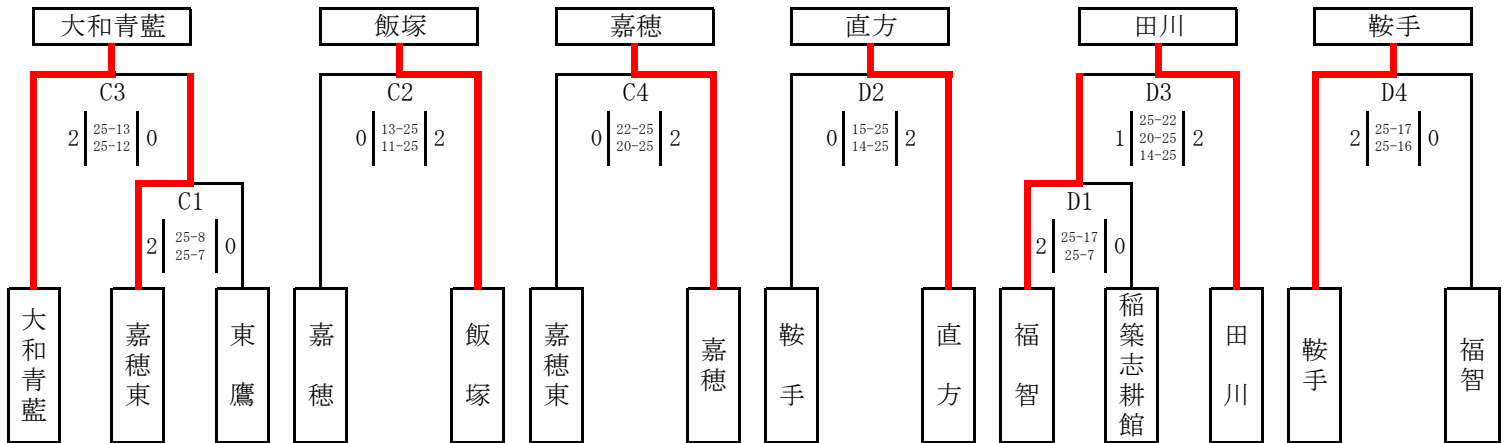 大和青藍
飯塚
嘉穂
直方
田川
鞍手
C3
2 25-13 0
25-12
C2
0 13-25 2
11-25
C4
0 22-25 2
20-25
D2
0 15-25 2
14-25
D3
25-22
1 20-25 2
14-25
D4
2 25-17 0
25-16
C1
2 25-8 0
25-7
D1
2 25-17 0
25-7
大和青藍
嘉穂東
東鷹
嘉穂
飯塚
嘉穂東
嘉穂
鞍手
直方
福智
稲築志耕館
田川
鞍手
福智